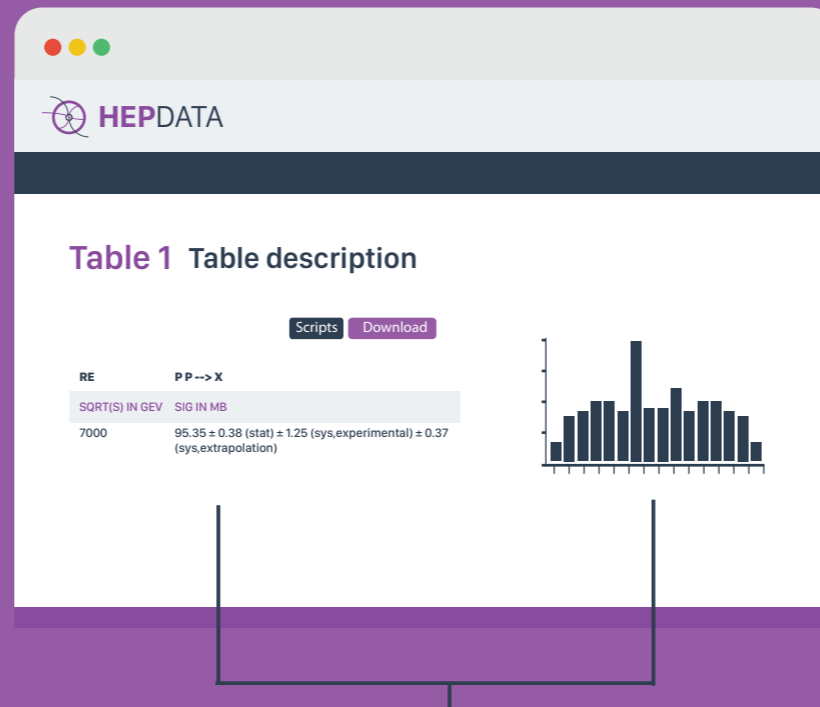 HEPDATA
Table 1 Table description
Scripts Download
RE P P --> X
SQRT(S) IN GEV SIG IN MB
7000 95.35 ± 0.38 (stat) ± 1.25 (sys,experimental) ± 0.37
(sys,extrapolation)